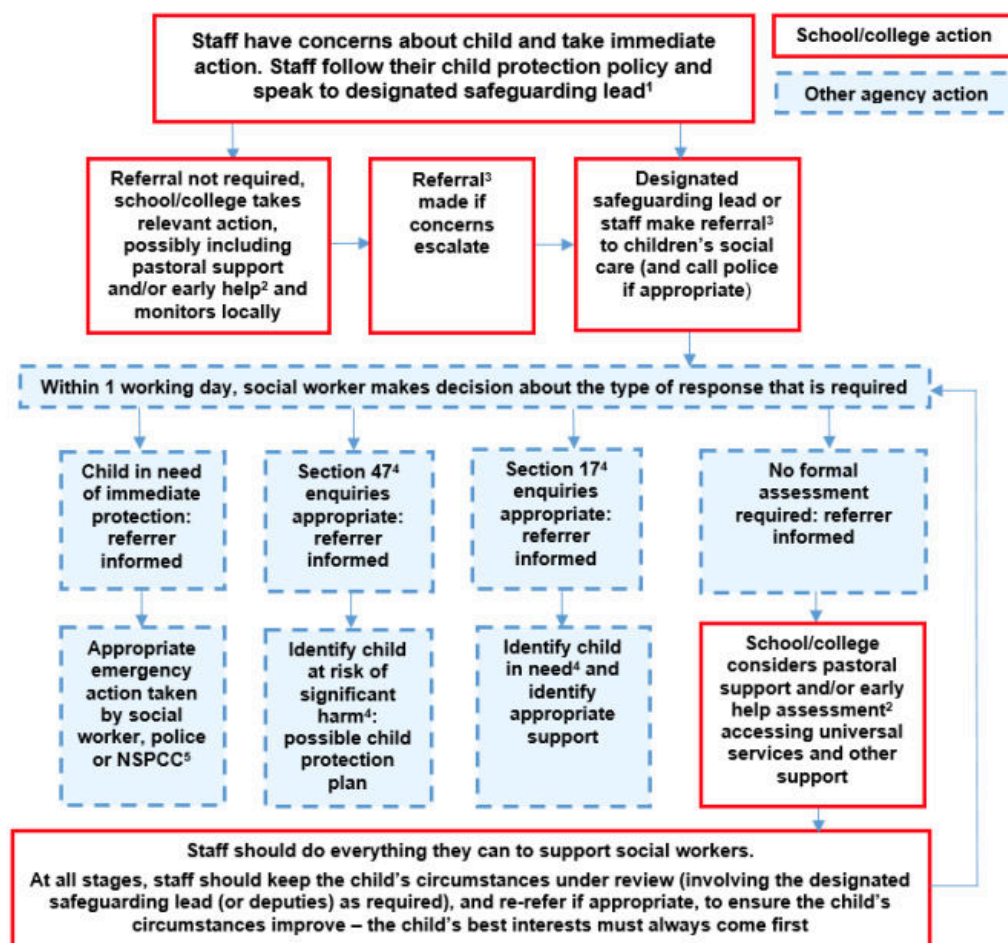 Staff have concerns about child and take immediate
action. Staff follow their child protection policy and
speak to designated safeguarding lead¹
School/college action
Other agency action
Referral not required,
school/college takes
relevant action,
possibly including
pastoral support
and/or early help² and
monitors locally
Referral³
made if
concerns
escalate
Designated
safeguarding lead or
staff make referral³
to children’s social
care (and call police
if appropriate)
Within 1 working day, social worker makes decision about the type of response that is required
Child in need
of immediate
protection:
referrer
informed
Section 47⁴
enquiries
appropriate:
referrer
informed
Section 17⁴
enquiries
appropriate:
referrer
informed
No formal
assessment
required: referrer
informed
Appropriate
emergency
action taken
by social
worker, police
or NSPCC⁵
Identify child
at risk of
significant
harm⁴:
possible child
protection
plan
Identify child
in need⁴ and
identify
appropriate
support
School/college
considers pastoral
support and/or early
help assessment²
accessing universal
services and other
support
Staff should do everything they can to support social workers.
At all stages, staff should keep the child’s circumstances under review (involving the designated
safeguarding lead (or deputies) as required), and re-refer if appropriate, to ensure the child’s
circumstances improve – the child’s best interests must always come first